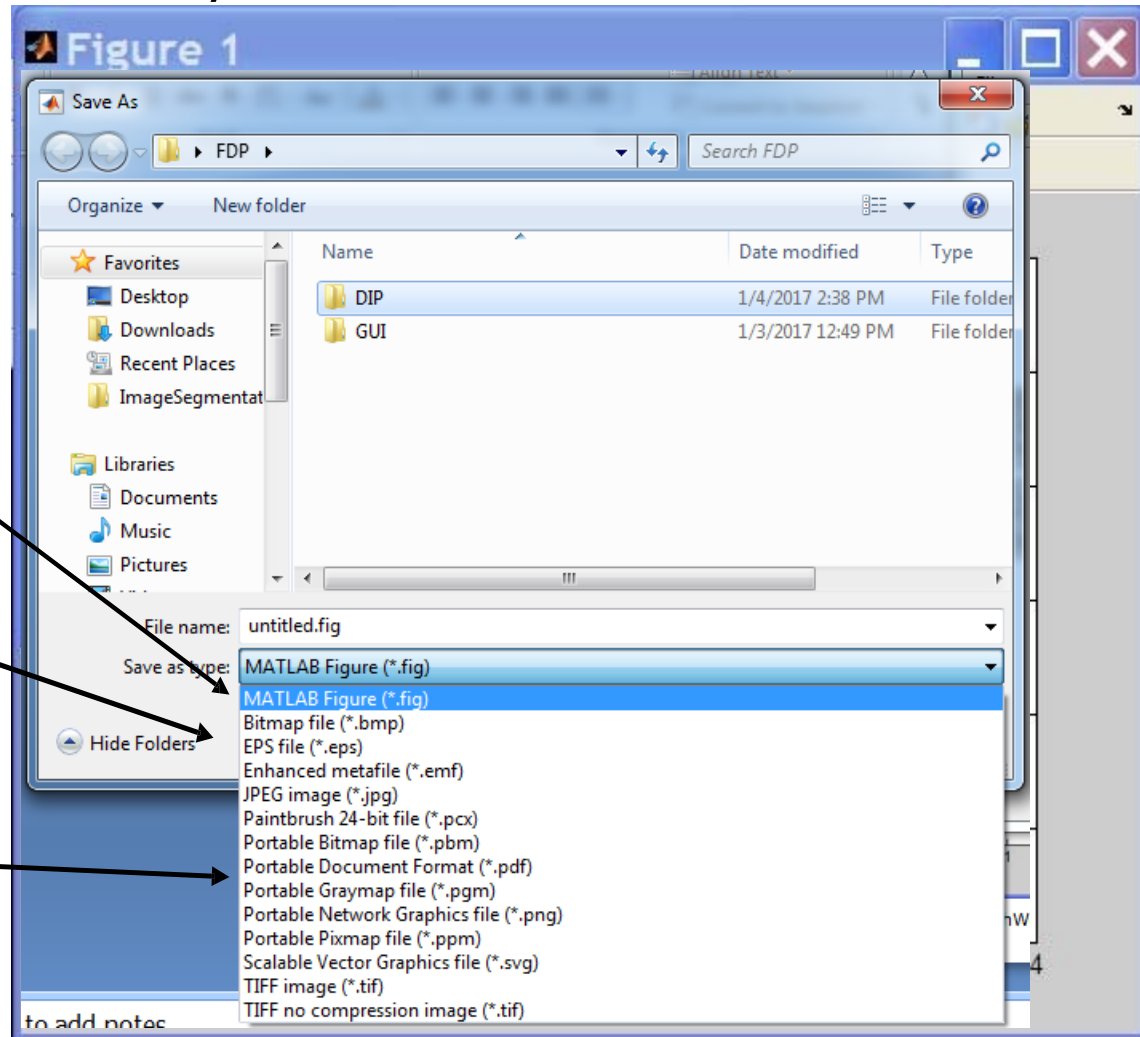 Figure 1
Align Text
Save As
FDP
Search FDP
Organize
New folder
Name
Date modified
Type
Favorites
Desktop
Downloads
Recent Places
ImageSegmentat
DIP
1/4/2017 2:38 PM
File folder
GUI
1/3/2017 12:49 PM
File folder
Libraries
Documents
Music
Pictures
File name:
untitled.fig
Save as type:
MATLAB Figure (*.fig)
MATLAB Figure (*.fig)
Bitmap file (*.bmp)
EPS file (*.eps)
Enhanced metafile (*.emf)
JPEG image (*.jpg)
Paintbrush 24-bit file (*.pcx)
Portable Bitmap file (*.pbm)
Portable Document Format (*.pdf)
Portable Graymap file (*.pgm)
Portable Network Graphics file (*.png)
Portable Pixmap file (*.ppm)
Scalable Vector Graphics file (*.svg)
TIFF image (*.tif)
TIFF no compression image (*.tif)
Hide Folders
1
nW
4
to add notes